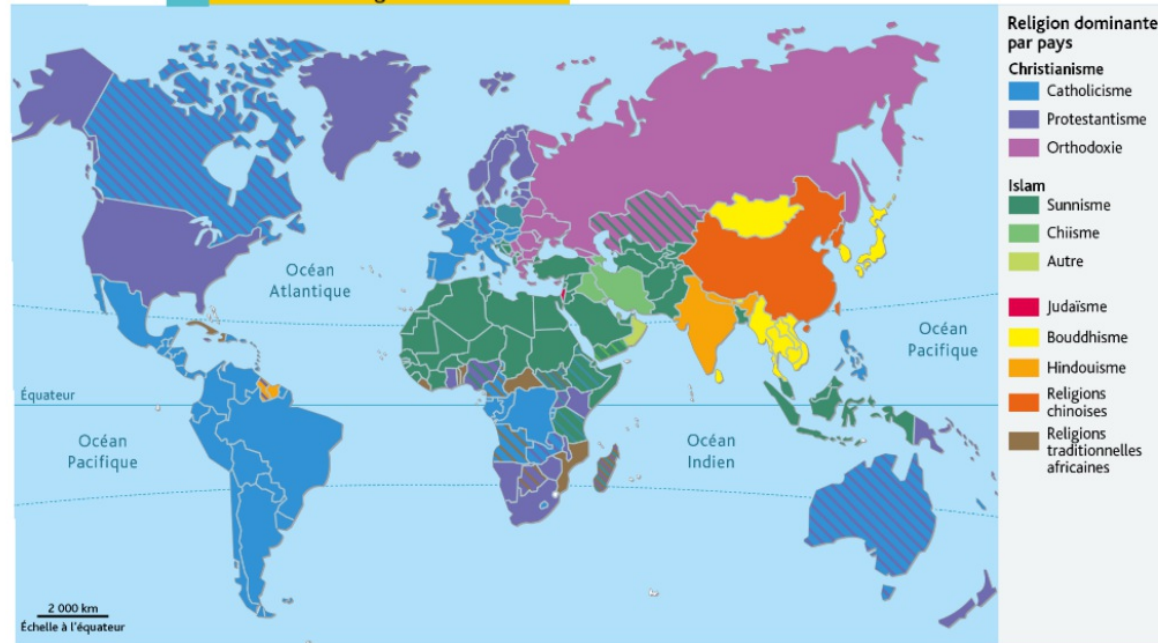 Religion dominante
par pays
Christianisme
Catholicisme
Protestantisme
Orthodoxie
Islam
Sunnisme
Chiisme
Autre
Judaïsme
Bouddhisme
Hindouisme
Religions
chinoises
Religions
traditionnelles
africaines
Océan
Atlantique
Océan
Pacifique
Équateur
Océan
Pacifique
Océan
Indien
2 000 km
Échelle à l'équateur